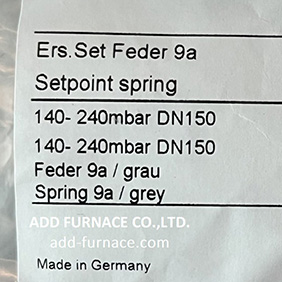 Ers.Set Feder 9a
Setpoint spring
140- 240mbar DN150
140- 240mbar DN150
Feder 9a / grau
Spring 9a / grey
ADD FURNACE CO.,LTD.
add-furnace.com
Made in Germany